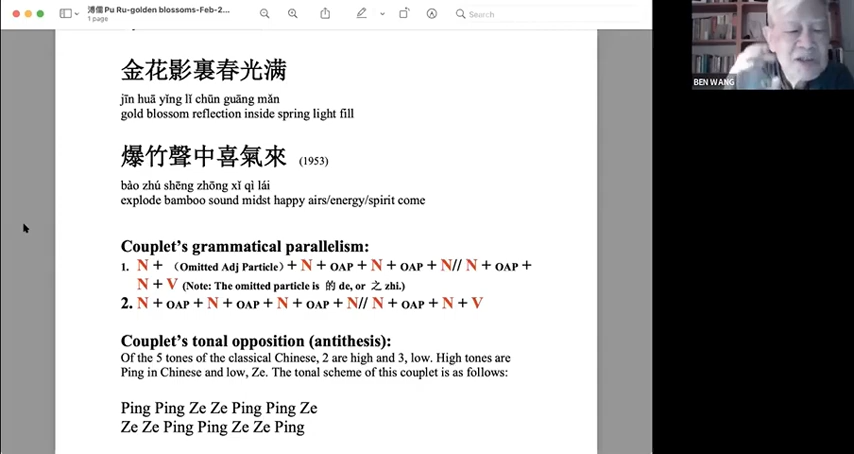 溥儒 Pu Ru-golden blossoms-Feb-2...
1 page
Search
BEN WANG
金花影裏春光满
jīn huā yǐng lǐ chūn guāng mǎn
gold blossom reflection inside spring light fill
爆竹聲中喜氣來 (1953)
bào zhú shēng zhōng xǐ qì lái
explode bamboo sound midst happy airs/energy/spirit come
Couplet's grammatical parallelism:
1. N + （Omitted Adj Particle）+ N + OAP + N + OAP + N// N + OAP +
N + V (Note: The omitted particle is 的 de, or 之 zhi.)
2. N + OAP + N + OAP + N + OAP + N// N + OAP + N + V
Couplet's tonal opposition (antithesis):
Of the 5 tones of the classical Chinese, 2 are high and 3, low. High tones are
Ping in Chinese and low, Ze. The tonal scheme of this couplet is as follows:
Ping Ping Ze Ze Ping Ping Ze
Ze Ze Ping Ping Ze Ze Ping